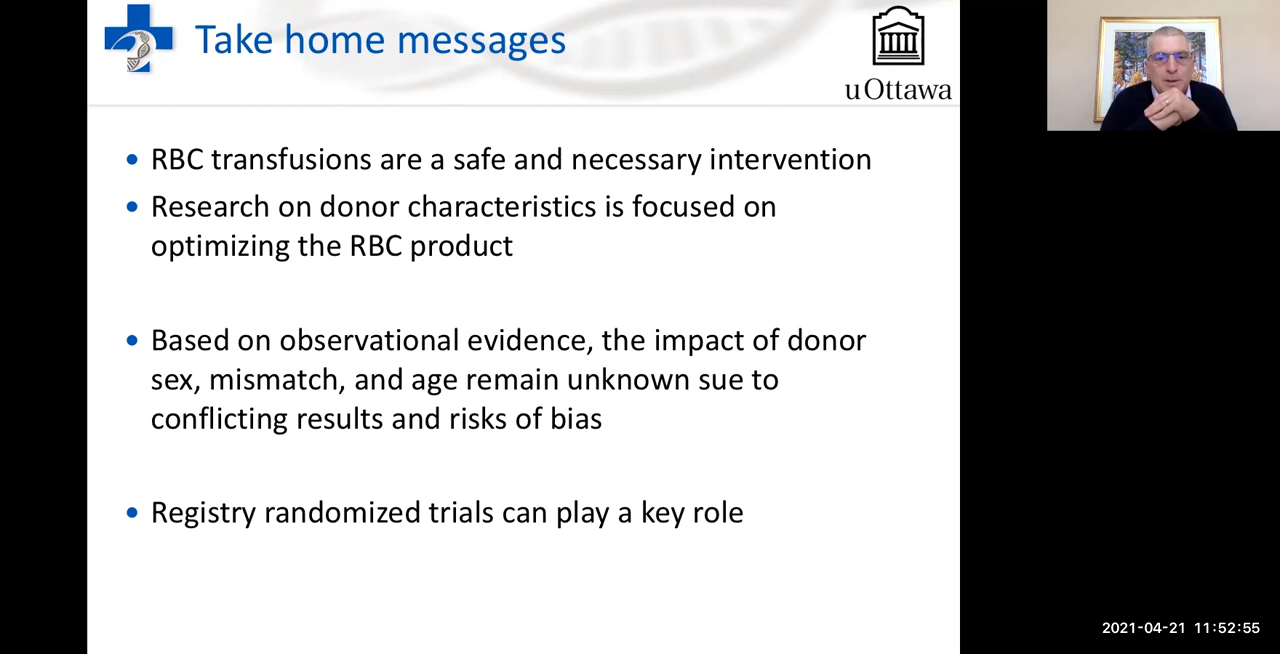 Take home messages
uOttawa
• RBC transfusions are a safe and necessary intervention
• Research on donor characteristics is focused on
optimizing the RBC product
• Based on observational evidence, the impact of donor
sex, mismatch, and age remain unknown sue to
conflicting results and risks of bias
• Registry randomized trials can play a key role
2021-04-21 11:52:55